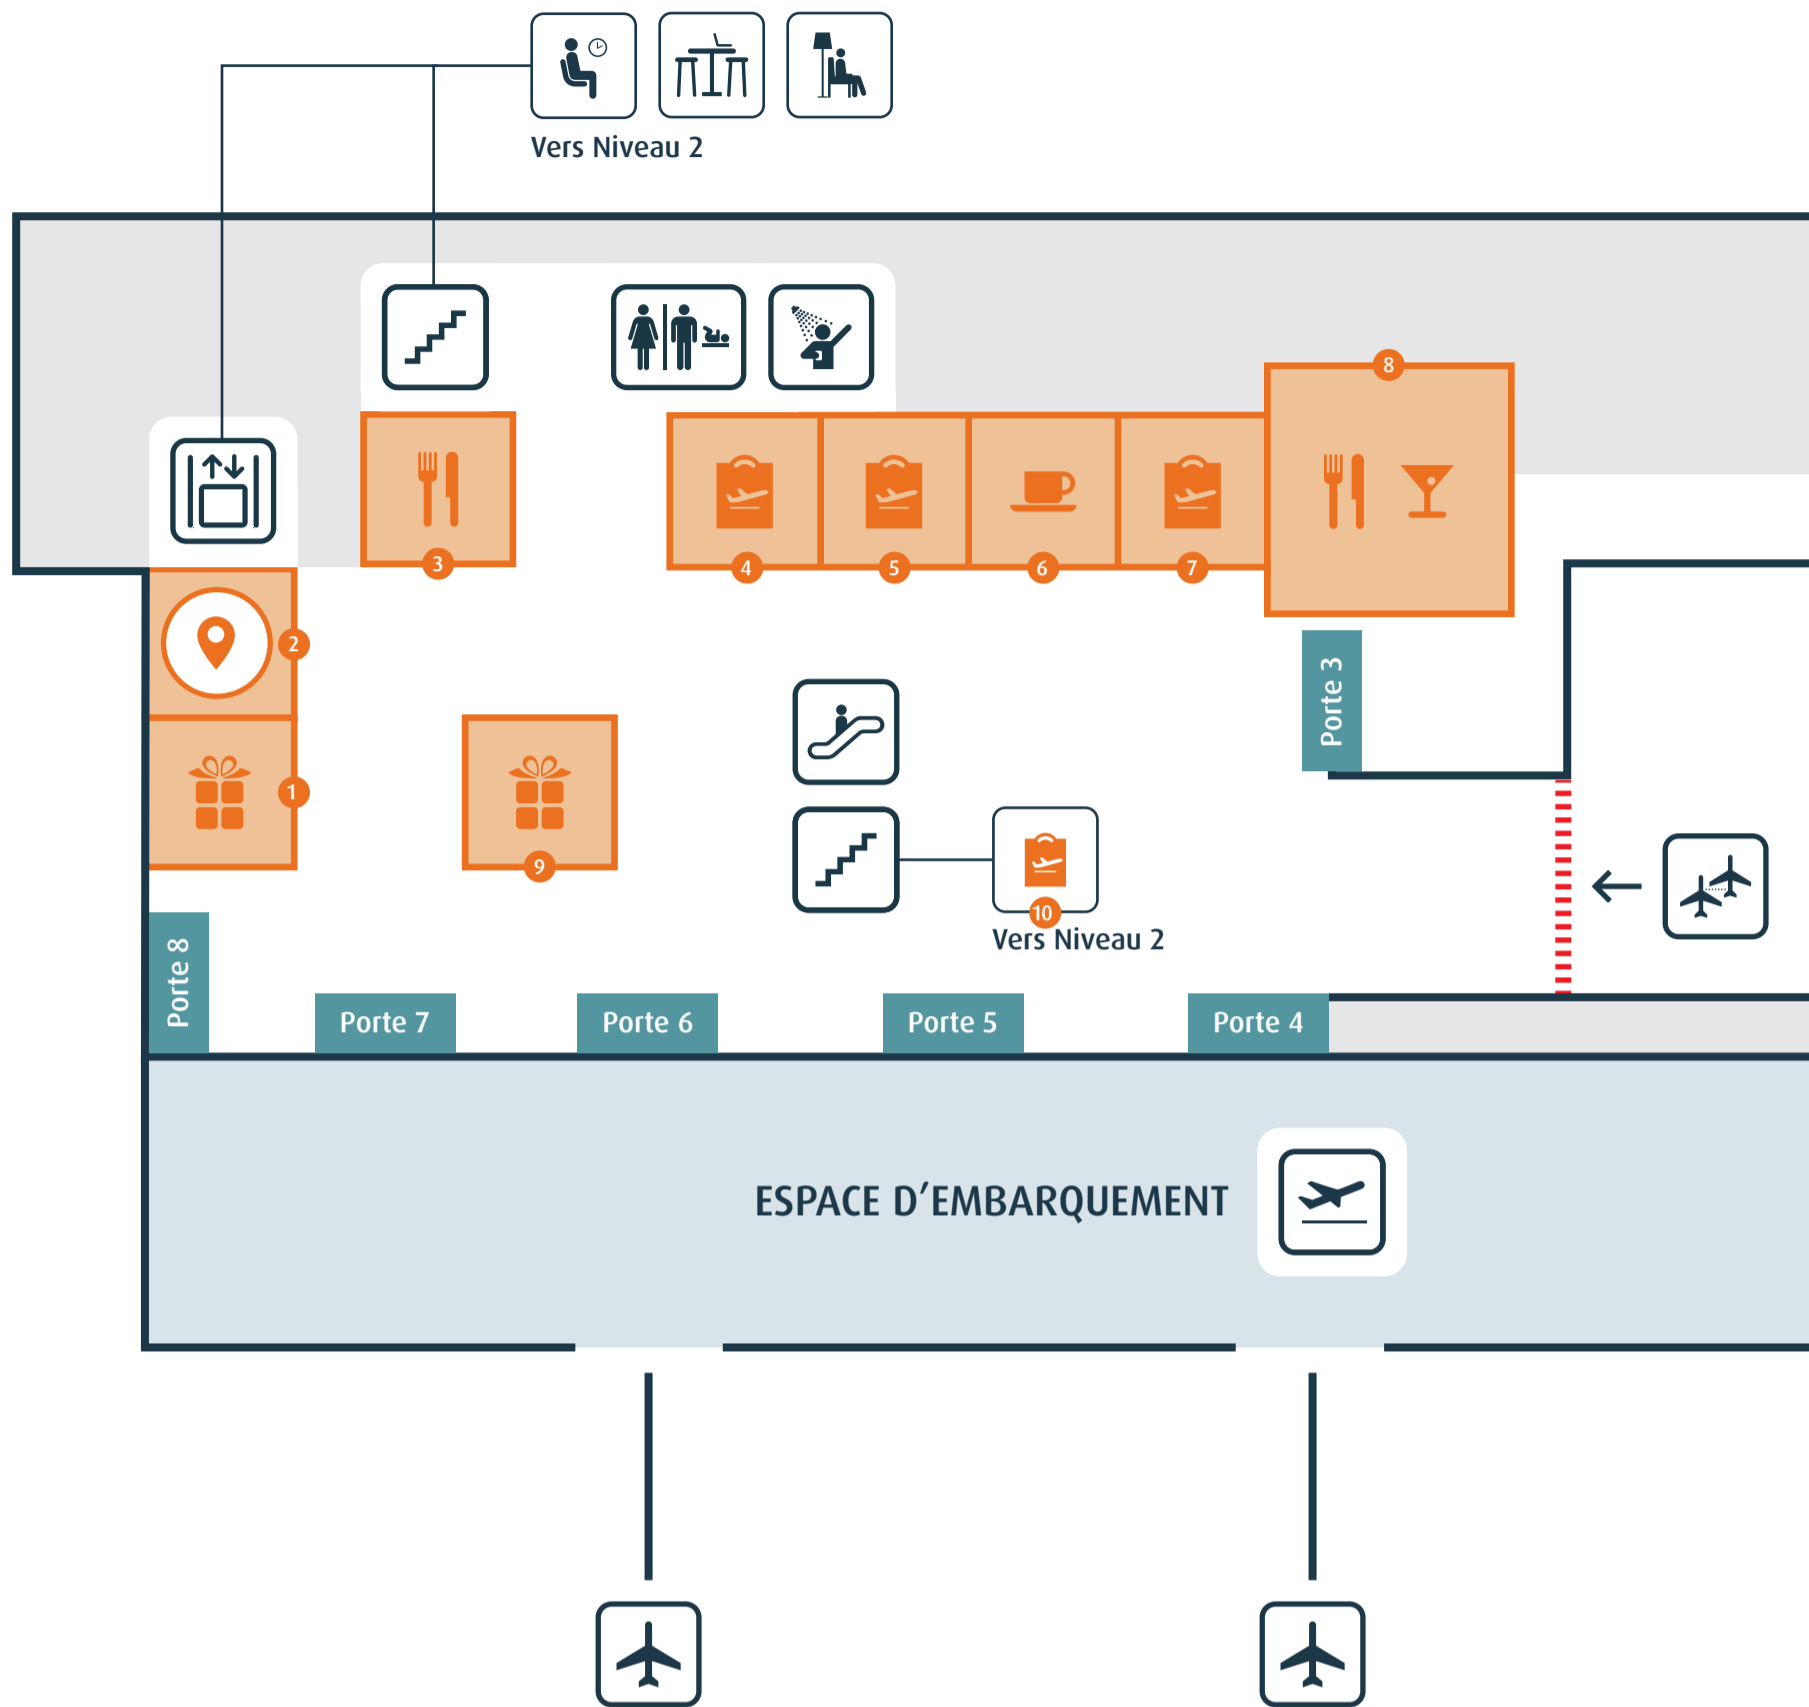 Vers Niveau 2
8
3
4
5
6
7
2
Porte 3
1
9
10
Vers Niveau 2
Porte 8
Porte 7
Porte 6
Porte 5
Porte 4
ESPACE D'EMBARQUEMENT